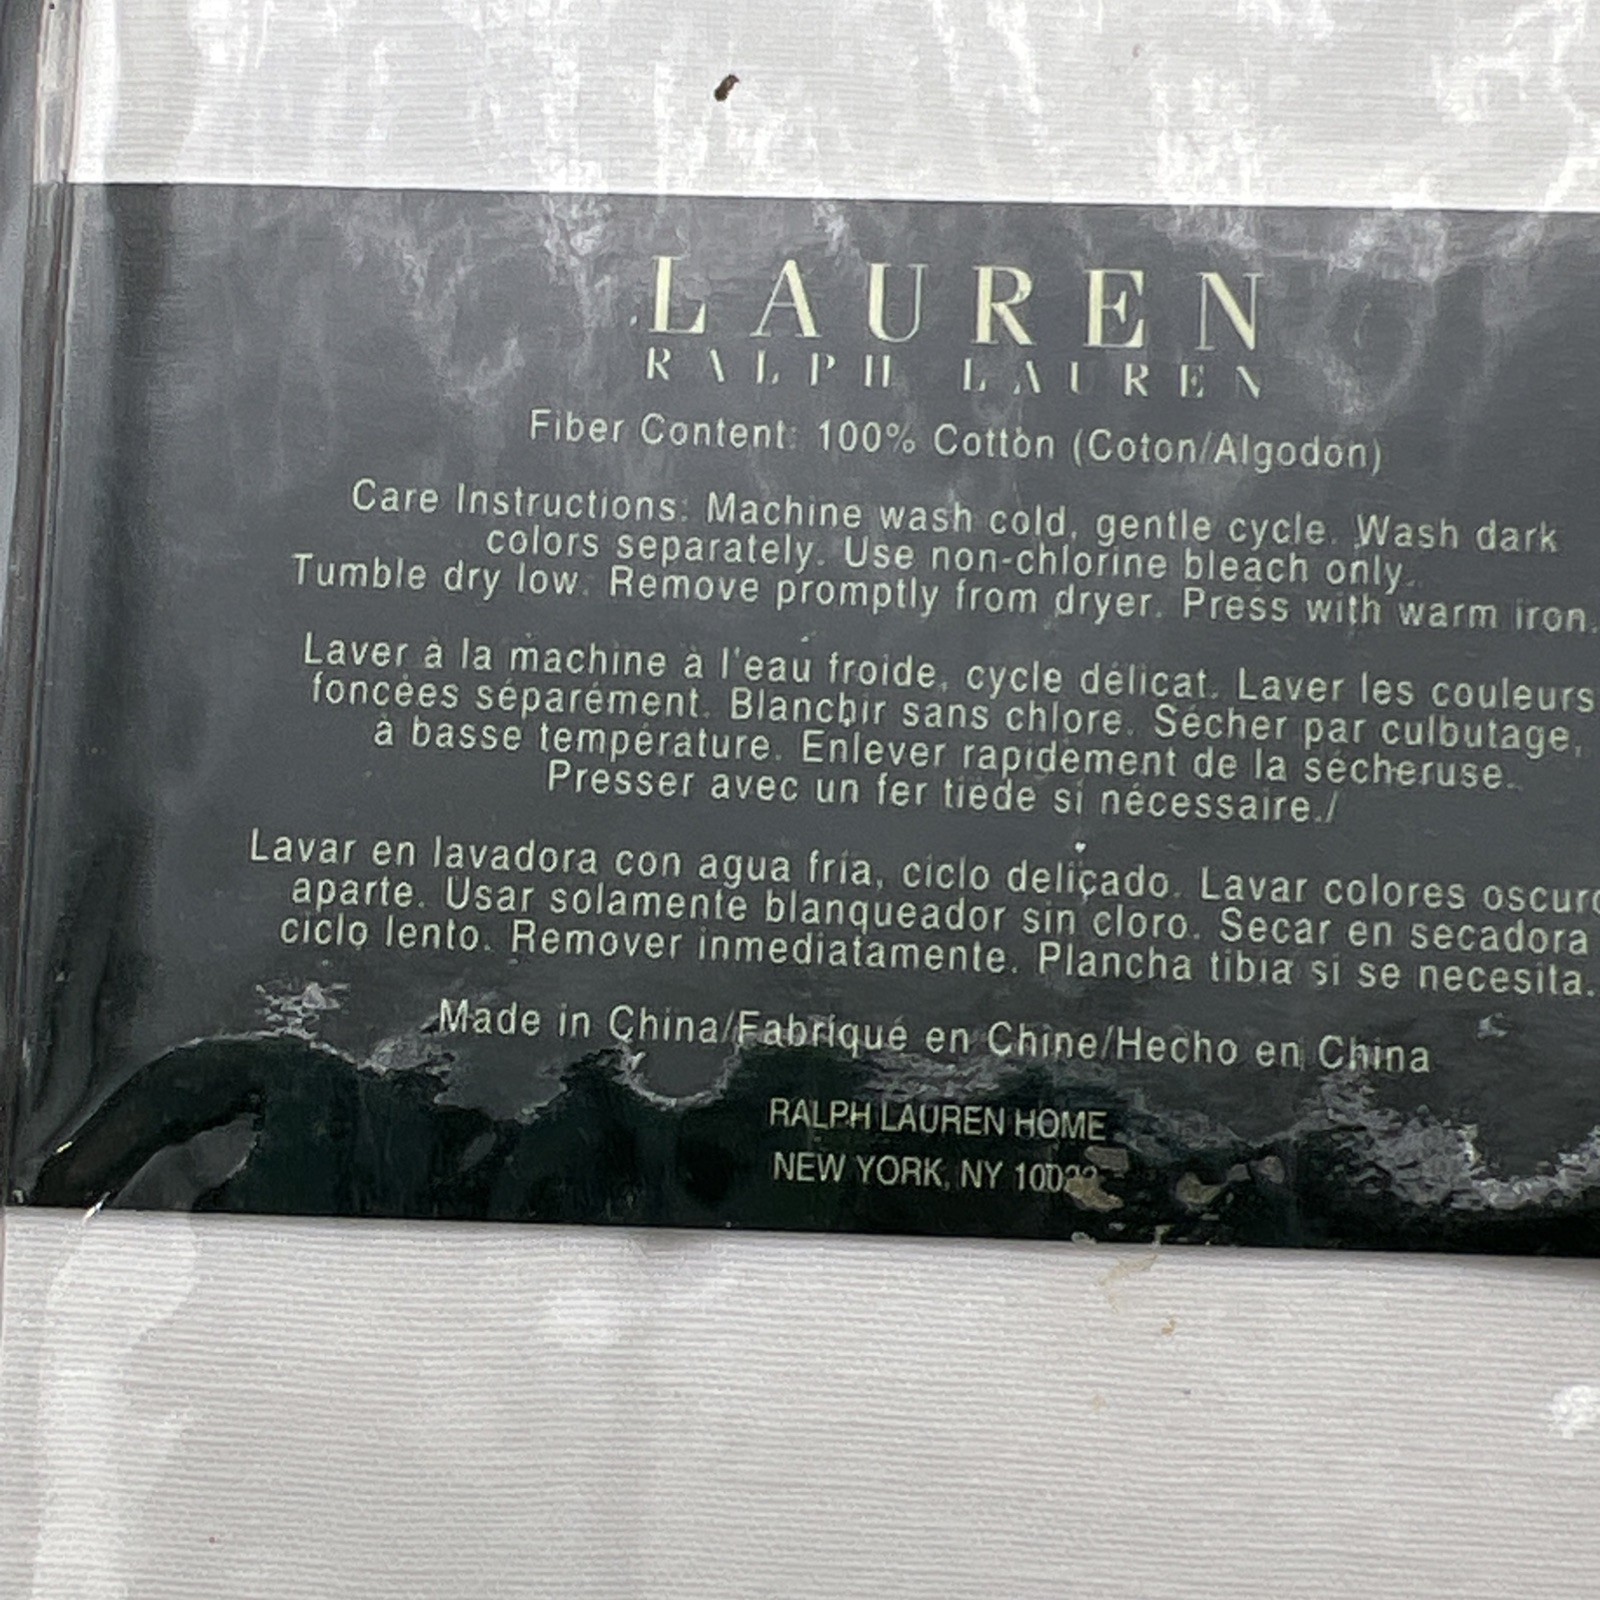 LAUREN
RALPH LAUREN
Fiber Content: 100% Cotton (Coton/Algodon)
Care Instructions: Machine wash cold, gentle cycle. Wash dark
colors separately. Use non-chlorine bleach only.
Tumble dry low. Remove promptly from dryer. Press with warm iron.
Laver à la machine à l'eau froide, cycle délicat. Laver les couleurs
foncées séparément. Blanchir sans chlore. Sécher par culbutage,
à basse température. Enlever rapidement de la sécheruse.
Presser avec un fer tiède si nécessaire./
Lavar en lavadora con agua fría, ciclo delicado. Lavar colores
aparte. Usar solamente blanqueador sin cloro. Secar en secadora
ciclo lento. Remover inmediatamente. Plancha tibia si se necesita.
Made in China/Fabriqué en Chine/Hecho en China
RALPH LAUREN HOME
NEW YORK, NY